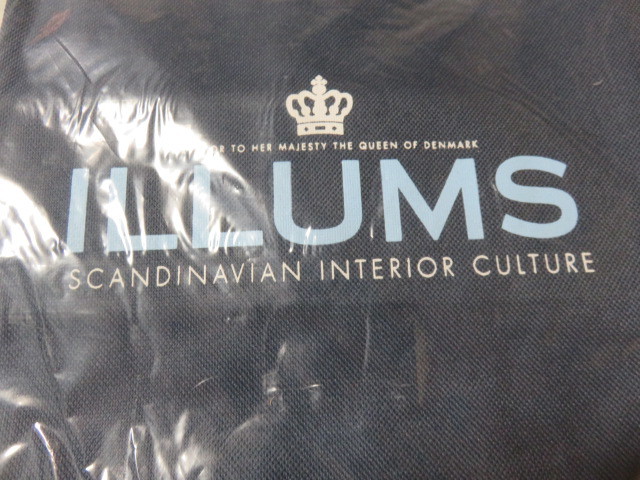 TO HER MAJESTY THE QUEEN OF DENMARK
ILLUMS
SCANDINAVIAN INTERIOR CULTURE